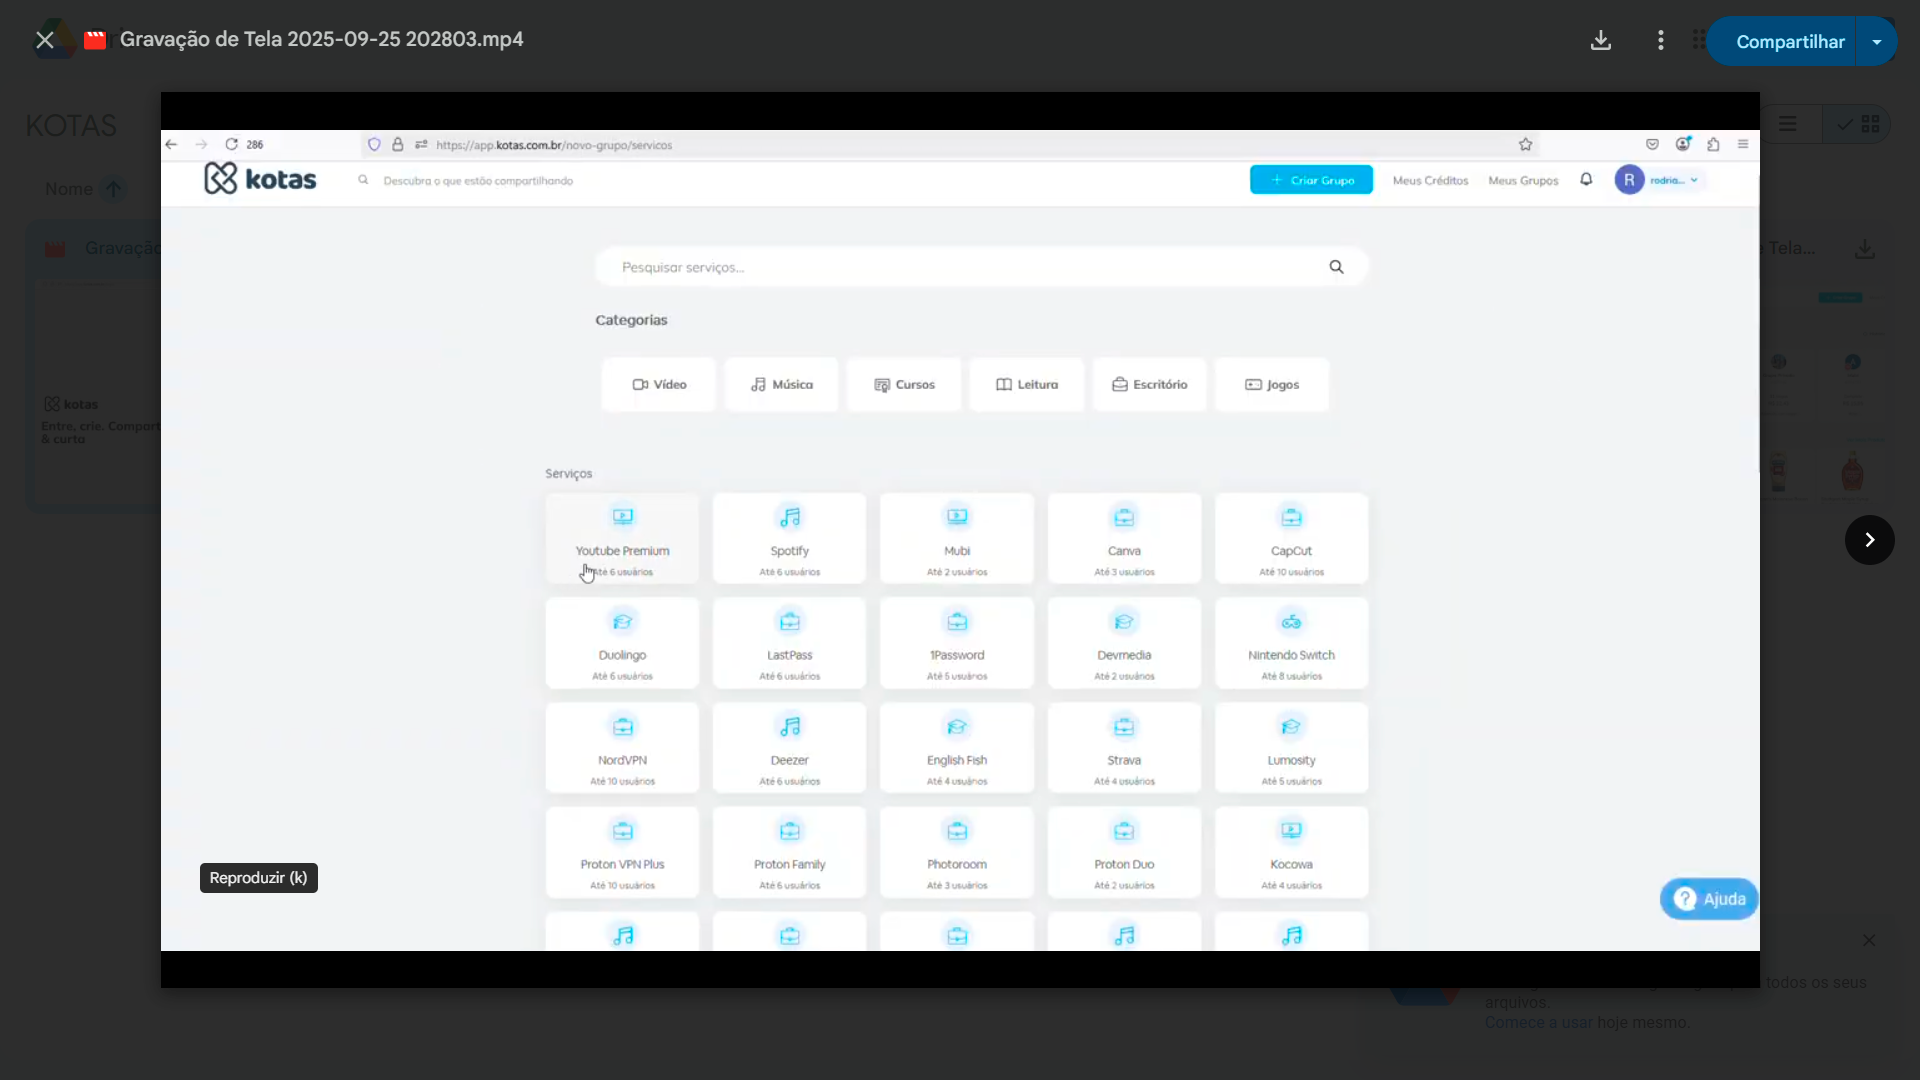 Gravação de Tela 2025-09-25 202803.mp4
Compartilhar
KOTAS
Nome
Gravação
e Tela...
kotas
Entre, crie. Compart
& curta
286
https://app.kotas.com.br/novo-grupo/servicos
kotas
Descubra o que estão compartilhando
+ Criar Grupo
Meus Créditos
Meus Grupos
R
rodria...
Pesquisar serviços...
Categorias
Vídeo
Música
Cursos
Leitura
Escritório
Jogos
Serviços
Youtube Premium
Até 6 usuários
Spotify
Até 6 usuários
Mubi
Até 2 usuários
Canva
Até 3 usuários
CapCut
Até 10 usuários
Duolingo
Até 6 usuários
LastPass
Até 6 usuários
1Password
Até 5 usuários
Devmedia
Até 2 usuários
Nintendo Switch
Até 8 usuários
NordVPN
Até 10 usuários
Deezer
Até 6 usuários
English Fish
Até 4 usuários
Strava
Até 4 usuários
Lumosity
Até 5 usuários
Proton VPN Plus
Até 10 usuários
Proton Family
Até 6 usuários
Photoroom
Até 3 usuários
Proton Duo
Até 2 usuários
Kocowa
Até 4 usuários
Reproduzir (k)
Ajuda
todos os seus
arquivos.
Comece a usar hoje mesmo.